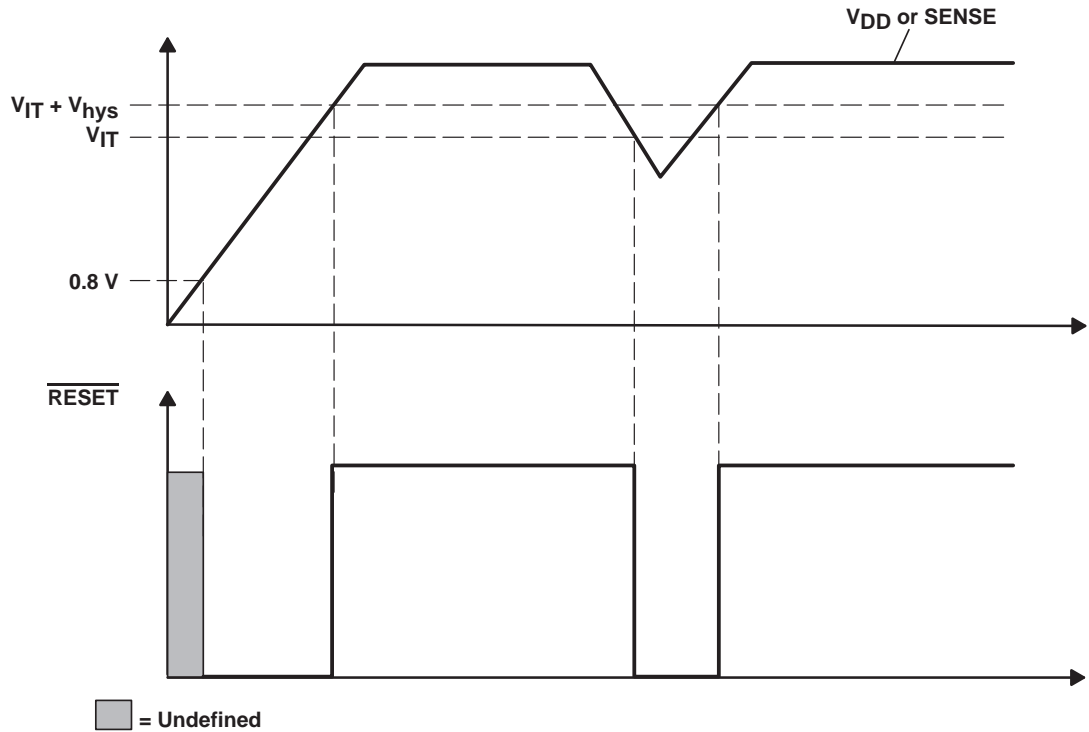 VDD or SENSE
VIT + Vhys
VIT
0.8 V
RESET
= Undefined